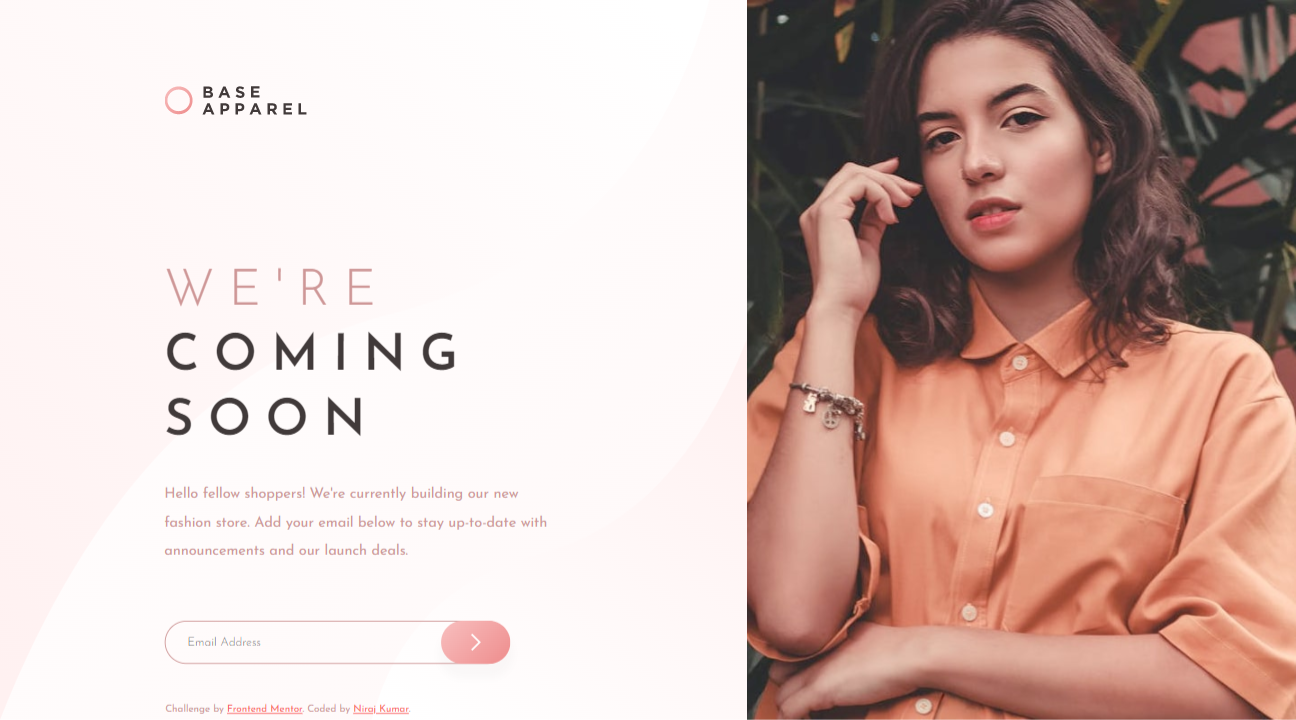 BASE
APPAREL
WE'RE
COMING
SOON
Hello fellow shoppers! We're currently building our new
fashion store. Add your email below to stay up-to-date with
announcements and our launch deals.
Email Address
Challenge by Frontend Mentor. Coded by Niraj Kumar.